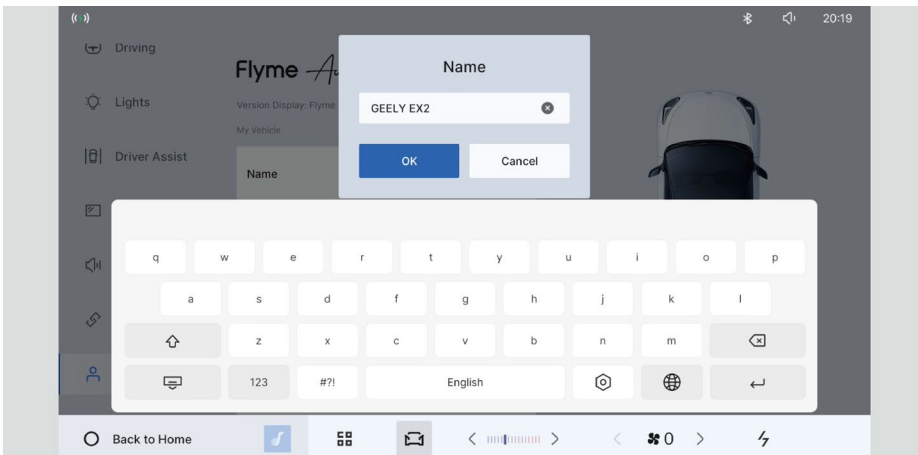 20:19
Driving
Flyme Au
Name
Lights
Version Display: Flyme
GEELY EX2
My Vehicle
Driver Assist
OK Cancel
Name
q w e r t y u i o p
a s d f g h j k l
z x c v b n m
123 #?! English
Back to Home
0